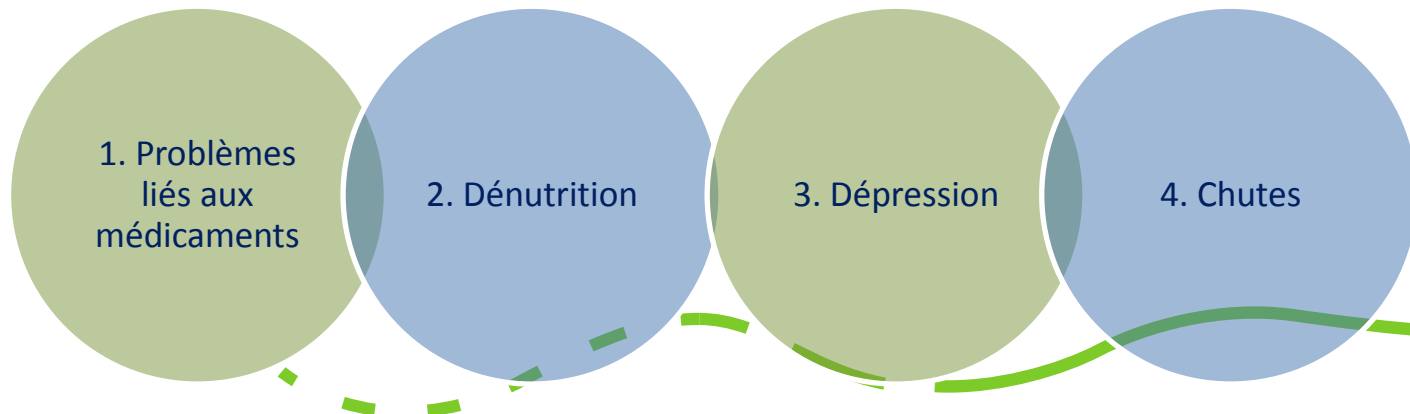 1. Problèmes
liés aux
médicaments
2. Dénutrition
3. Dépression
4. Chutes